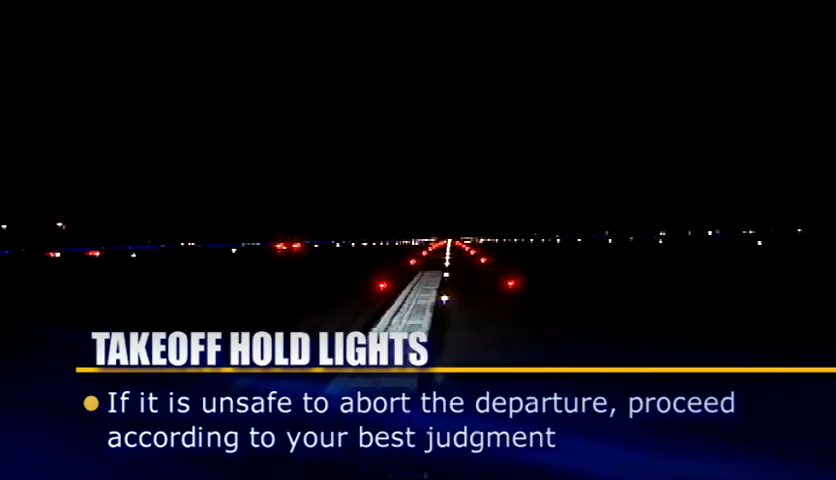 TAKEOFF HOLD LIGHTS
If it is unsafe to abort the departure, proceed
according to your best judgment